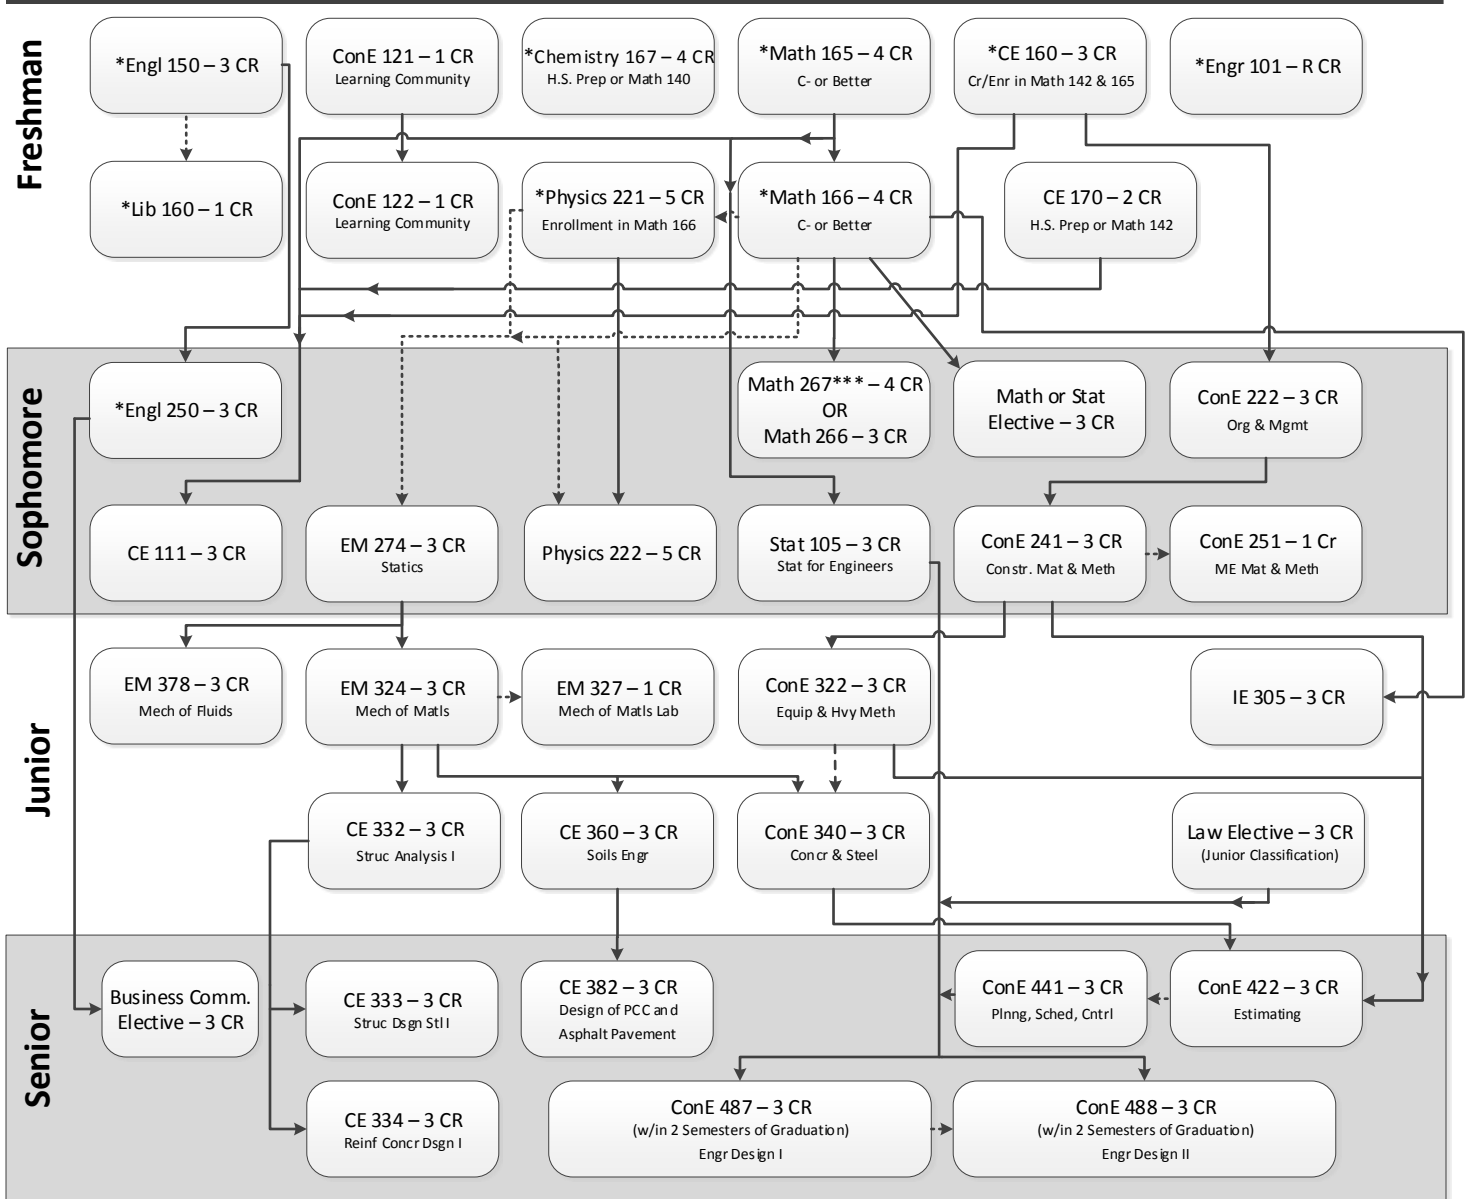 Freshman
*Engl 150 – 3 CR
ConE 121 – 1 CR
Learning Community
*Chemistry 167 – 4 CR
H.S. Prep or Math 140
*Math 165 – 4 CR
C- or Better
*CE 160 – 3 CR
Cr/Enr in Math 142 & 165
*Engr 101 – R CR
*Lib 160 – 1 CR
ConE 122 – 1 CR
Learning Community
*Physics 221 – 5 CR
Enrollment in Math 166
*Math 166 – 4 CR
C- or Better
CE 170 – 2 CR
H.S. Prep or Math 142
Sophomore
*Engl 250 – 3 CR
Math 267*** – 4 CR
OR
Math 266 – 3 CR
Math or Stat
Elective – 3 CR
ConE 222 – 3 CR
Org & Mgmt
CE 111 – 3 CR
EM 274 – 3 CR
Statics
Physics 222 – 5 CR
Stat 105 – 3 CR
Stat for Engineers
ConE 241 – 3 CR
Constr. Mat & Meth
ConE 251 – 1 Cr
ME Mat & Meth
Junior
EM 378 – 3 CR
Mech of Fluids
EM 324 – 3 CR
Mech of Matls
EM 327 – 1 CR
Mech of Matls Lab
ConE 322 – 3 CR
Equip & Hvy Meth
IE 305 – 3 CR
CE 332 – 3 CR
Struc Analysis I
CE 360 – 3 CR
Soils Engr
ConE 340 – 3 CR
Concr & Steel
Law Elective – 3 CR
(Junior Classification)
Senior
Business Comm.
Elective – 3 CR
CE 333 – 3 CR
Struc Dsgn Stl I
CE 382 – 3 CR
Design of PCC and
Asphalt Pavement
ConE 441 – 3 CR
Plnng, Sched, Cntrl
ConE 422 – 3 CR
Estimating
CE 334 – 3 CR
Reinf Concr Dsgn I
ConE 487 – 3 CR
(w/in 2 Semesters of Graduation)
Engr Design I
ConE 488 – 3 CR
(w/in 2 Semesters of Graduation)
Engr Design II